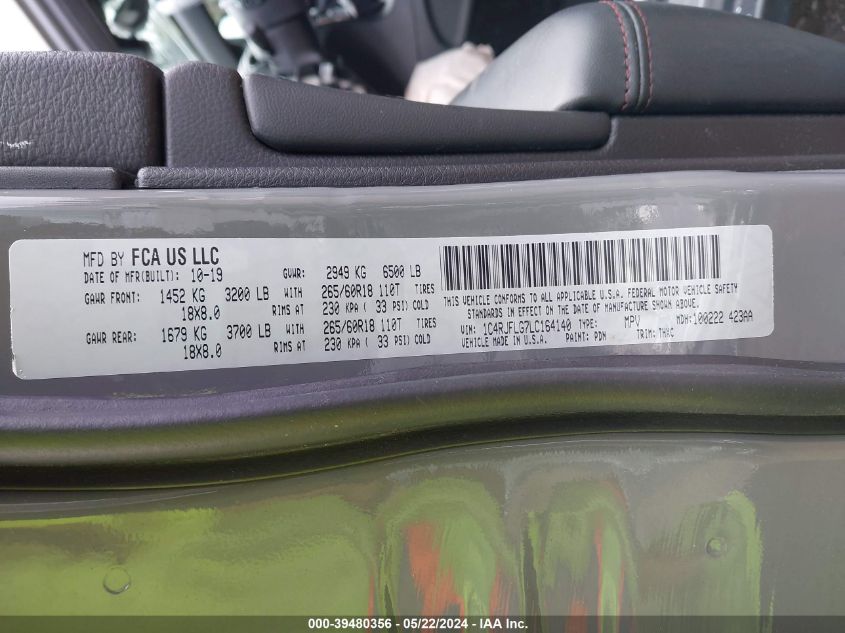 MFD BY FCA US LLC
DATE OF MFR(BUILT): 10-19 GVWR: 2949 KG 6500 LB
GAWR FRONT: 1452 KG 3200 LB WITH 265/60R18 110T TIRES
18X8.0 RIMS AT 230 KPA ( 33 PSI) COLD
GAWR REAR: 1679 KG 3700 LB WITH 265/60R18 110T TIRES
18X8.0 RIMS AT 230 KPA ( 33 PSI) COLD
THIS VEHICLE CONFORMS TO ALL APPLICABLE U.S.A. FEDERAL MOTOR VEHICLE SAFETY
STANDARDS IN EFFECT ON THE DATE OF MANUFACTURE SHOWN ABOVE.
VIN: 1C4RJFLG7LC164140 TYPE: MPV MDH: 100222 423AA
VEHICLE MADE IN U.S.A. PAINT: PDN TRIM: THXC
000-39480356 - 05/22/2024 - IAA Inc.